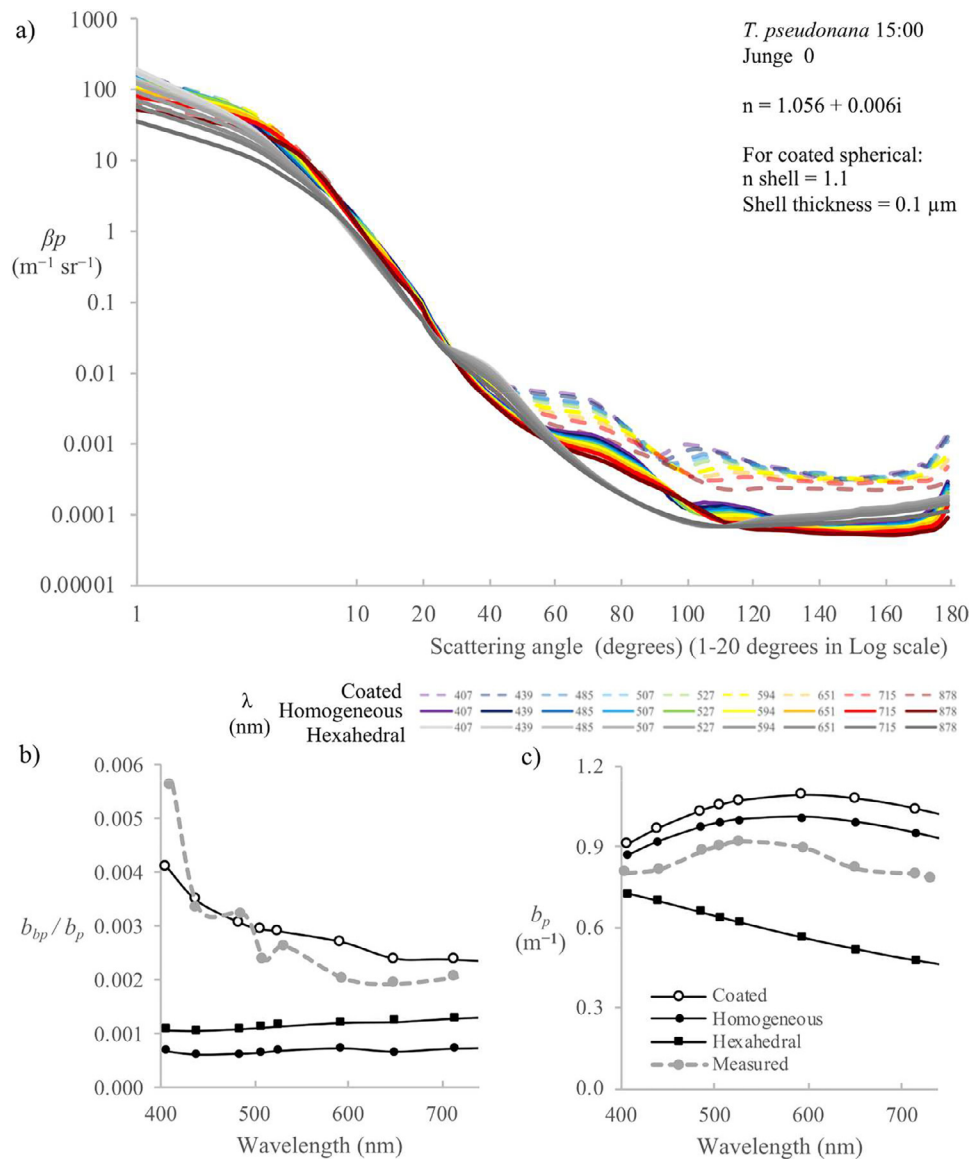 a)
1000
100
10
1
0.1
0.01
0.001
0.0001
0.00001
βp
(m⁻¹ sr⁻¹)
T. pseudonana 15:00
Junge 0
n = 1.056 + 0.006i
For coated spherical:
n shell = 1.1
Shell thickness = 0.1 µm
1 10 20 40 60 80 100 120 140 160 180
Scattering angle (degrees) (1-20 degrees in Log scale)
λ
(nm)
Coated 407 439 485 507 527 594 651 715 878
Homogeneous 407 439 485 507 527 594 651 715 878
Hexahedral 407 439 485 507 527 594 651 715 878
b)
0.006
0.005
0.004
0.003
0.002
0.001
0.000
bbp / bp
400 500 600 700
Wavelength (nm)
c)
1.2
0.9
0.6
0.3
0.0
bp
(m⁻¹)
Coated
Homogeneous
Hexahedral
Measured
400 500 600 700
Wavelength (nm)